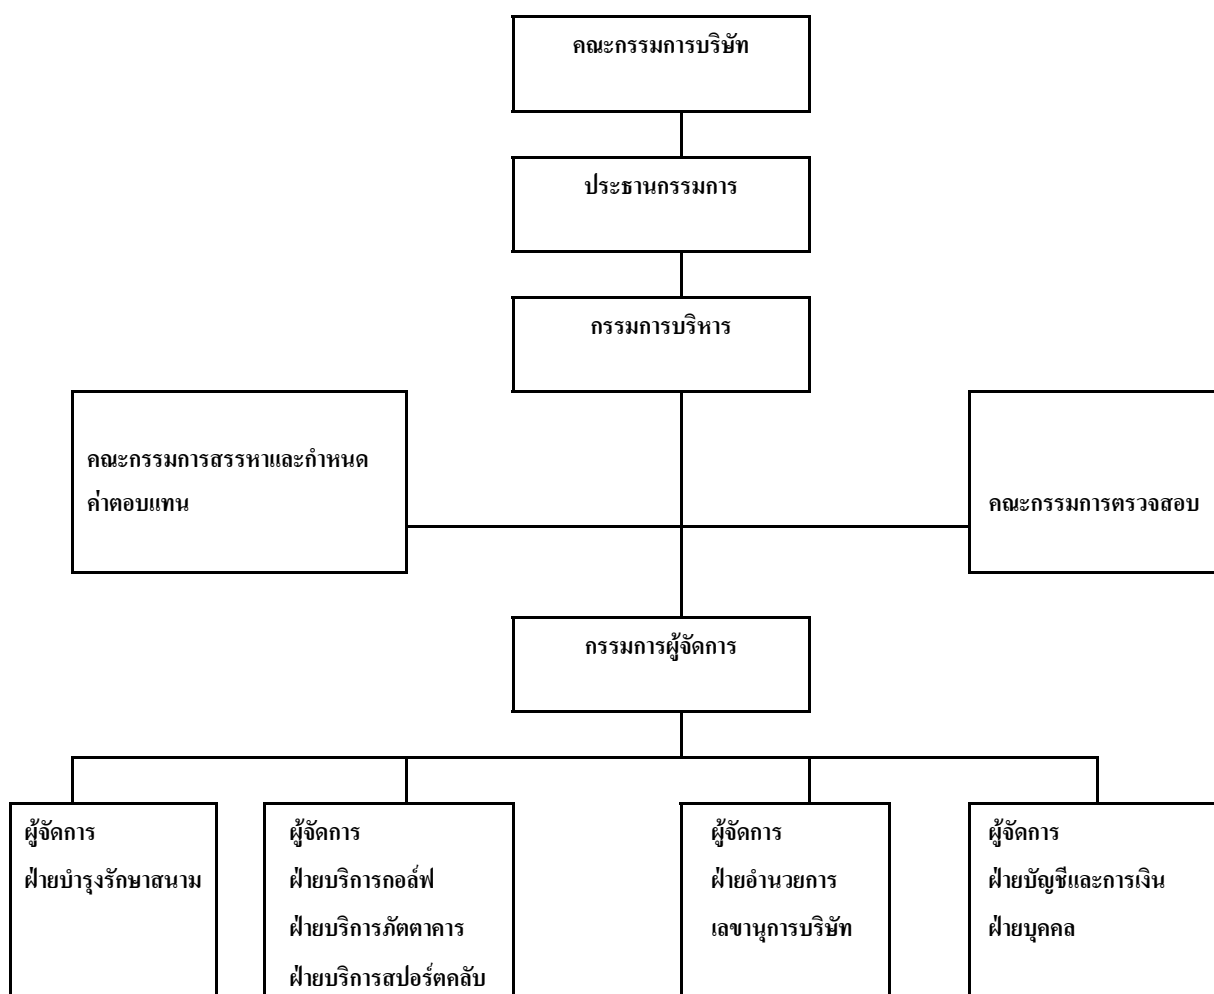 คณะกรรมการบริษัท
ประธานกรรมการ
กรรมการบริหาร
คณะกรรมการสรรหาและกำหนด
ค่าตอบแทน
คณะกรรมการตรวจสอบ
กรรมการผู้จัดการ
ผู้จัดการ
ฝ่ายบำรุงรักษาสนาม
ผู้จัดการ
ฝ่ายบริการกอล์ฟ
ฝ่ายบริการภัตตาคาร
ฝ่ายบริการสปอร์ตคลับ
ผู้จัดการ
ฝ่ายอำนวยการ
เลขานุการบริษัท
ผู้จัดการ
ฝ่ายบัญชีและการเงิน
ฝ่ายบุคคล